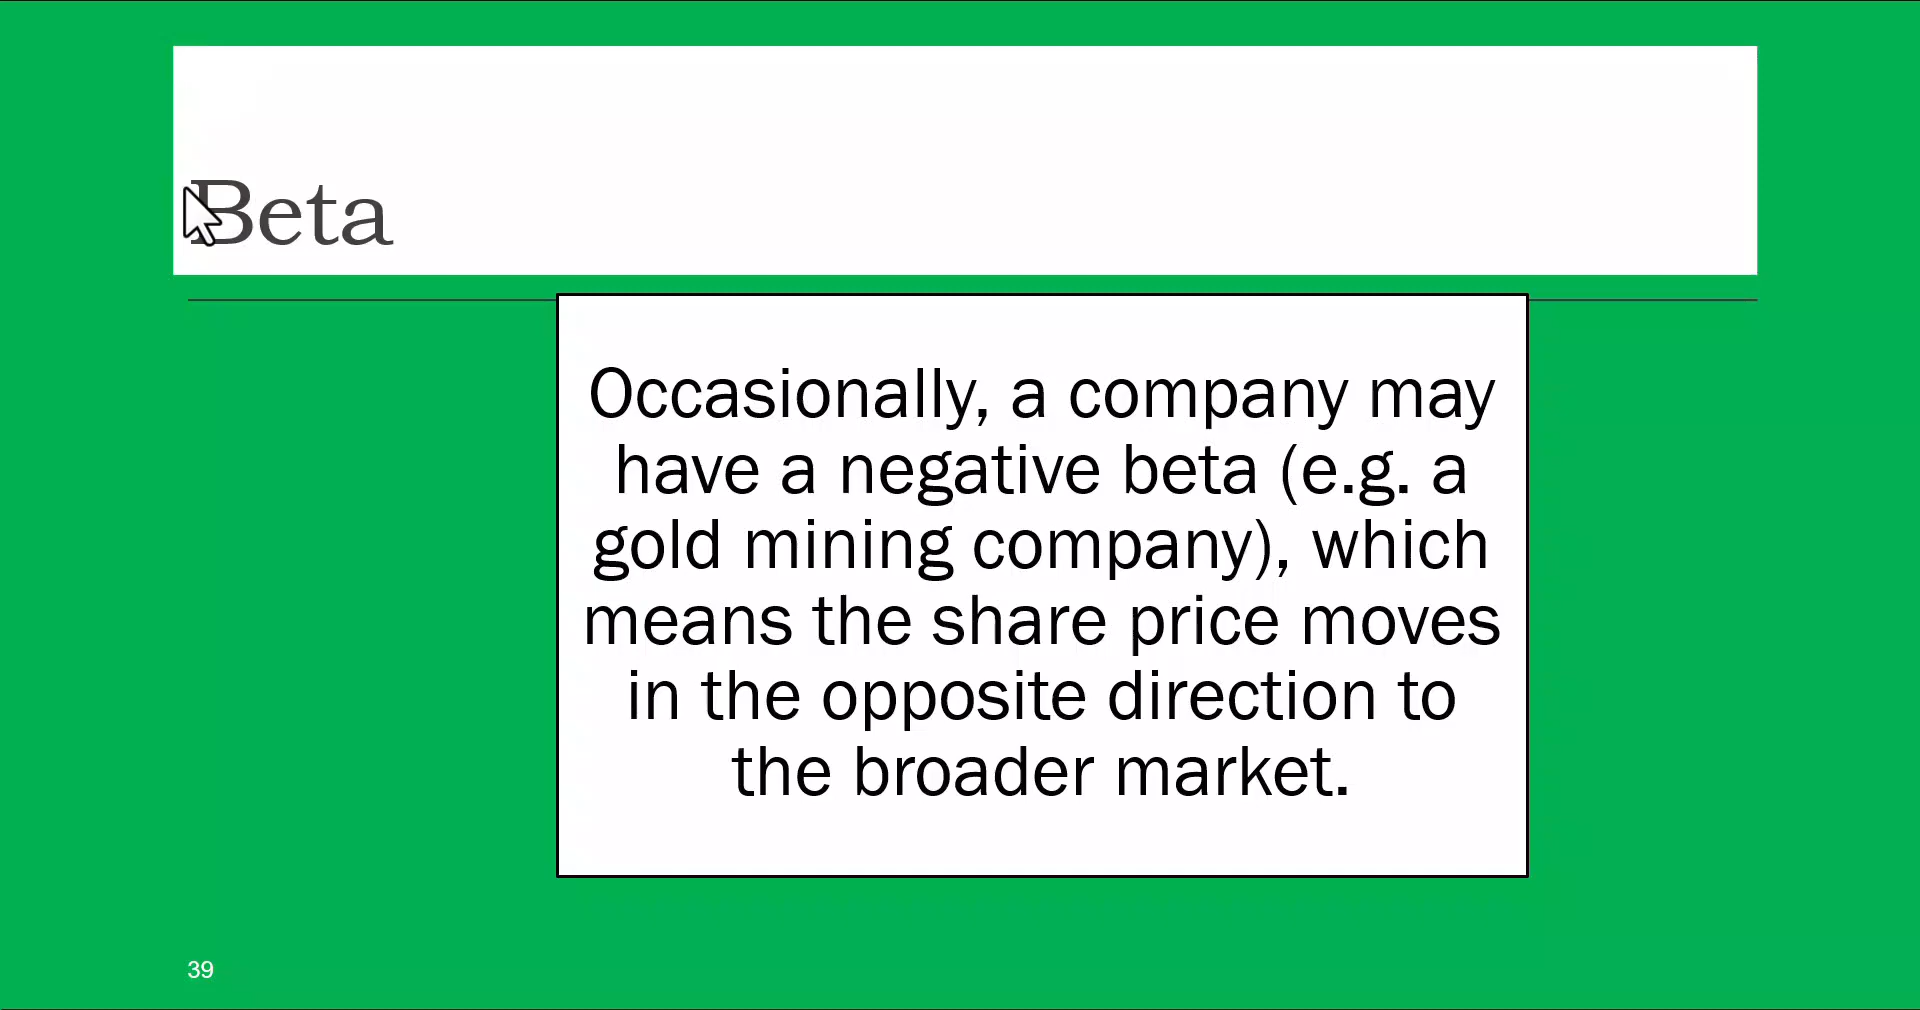 Beta
Occasionally, a company may
have a negative beta (e.g. a
gold mining company), which
means the share price moves
in the opposite direction to
the broader market.
39